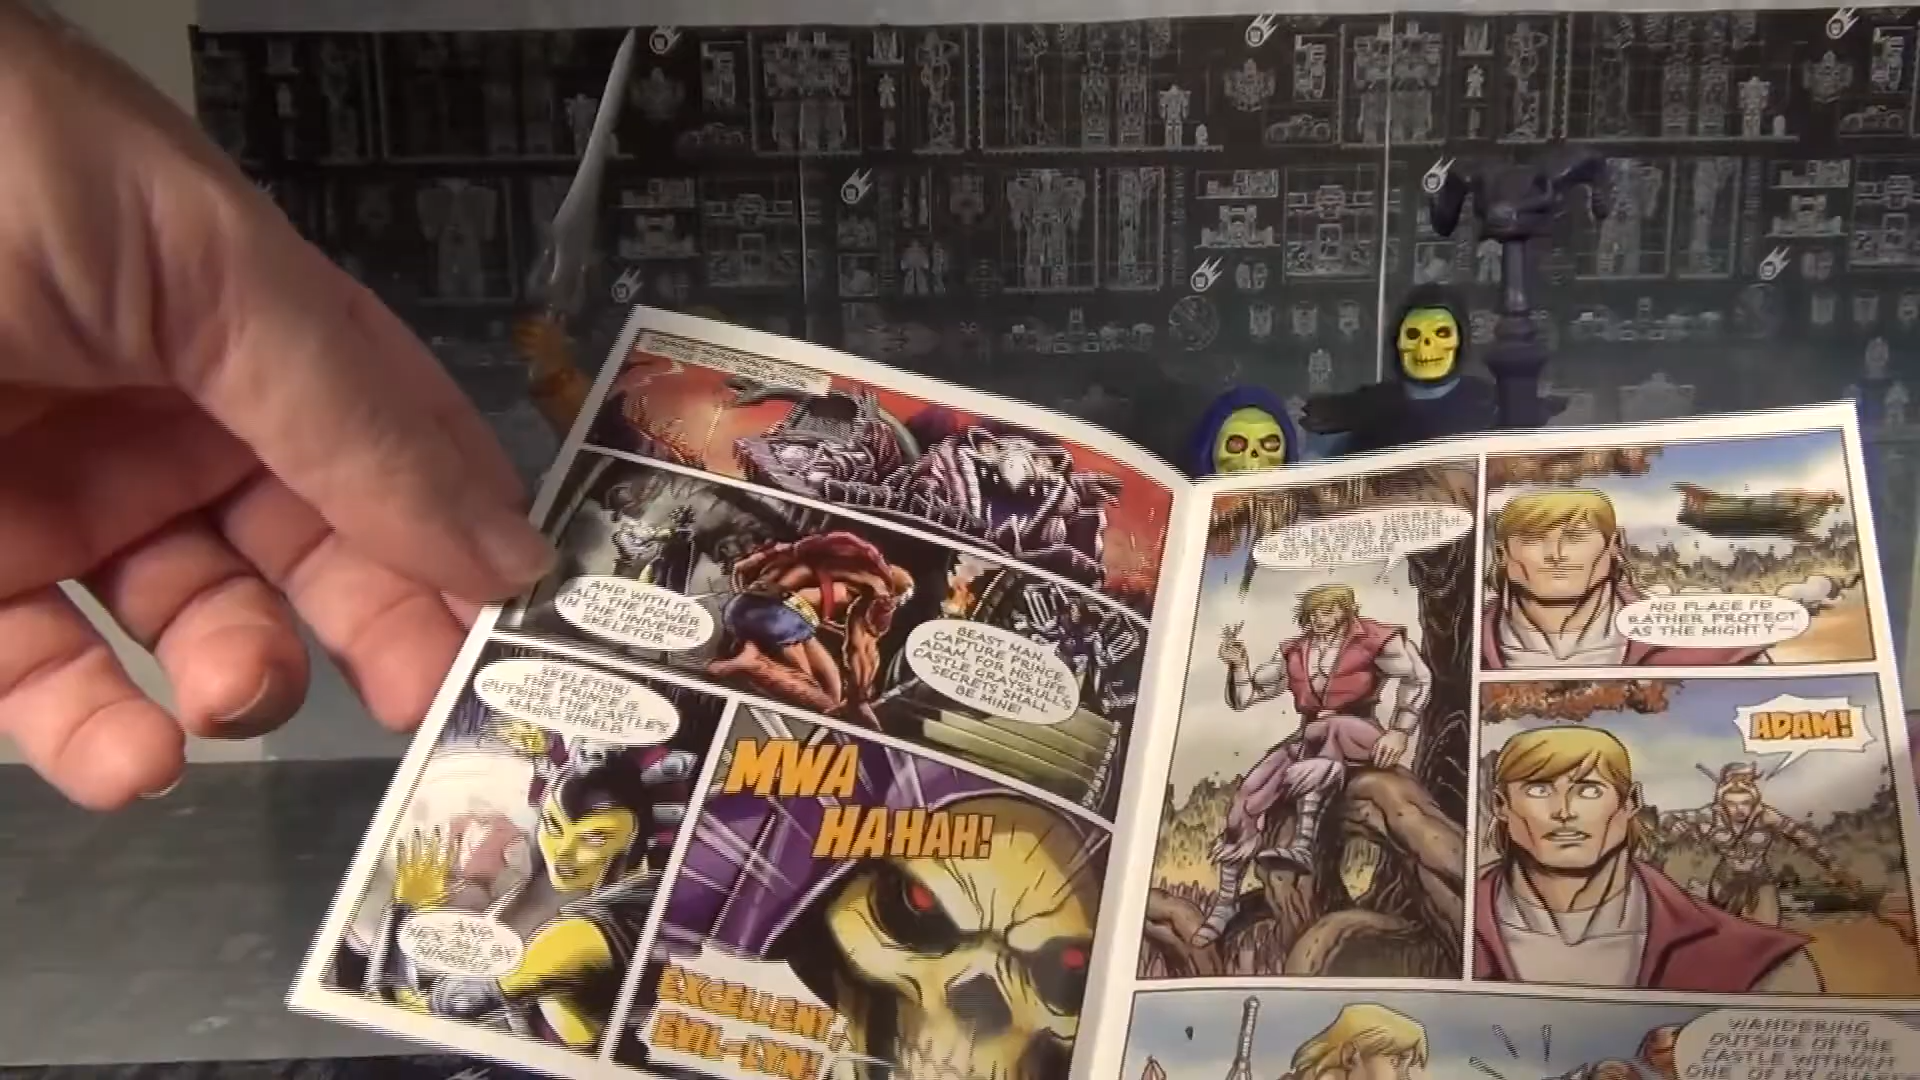 AND WITH IT,
ALL THE POWER
IN THE UNIVERSE,
SKELETOR.
BEAST MAN,
CAPTURE PRINCE
ADAM, FOR HIS LIFE,
CASTLE GRAYSKULL'S
SECRETS SHALL
BE MINE!
SKELETOR!
THE PRINCE IS
OUTSIDE OF THE CASTLE'S
MAGIC SHIELD.
AND
HE'S ALL BY
HIMSELF.
MWA
HAHAH!
EXCELLENT,
EVIL-LYN!
NO PLACE I'D
RATHER PROTECT
AS THE MIGHTY—
ADAM!
WANDERING
OUTSIDE OF THE
CASTLE WITHOUT
ONE OF MY